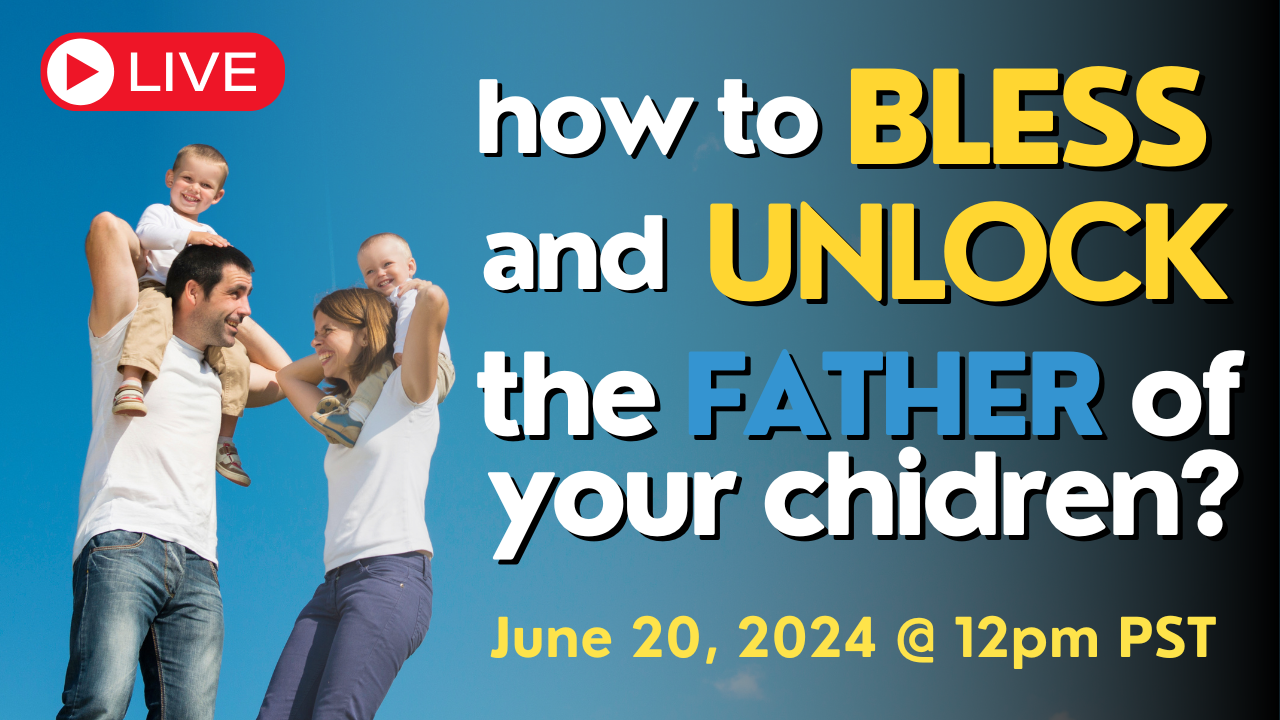 LIVE
how to BLESS
and UNLOCK
the FATHER of
your chidren?
June 20, 2024 @ 12pm PST